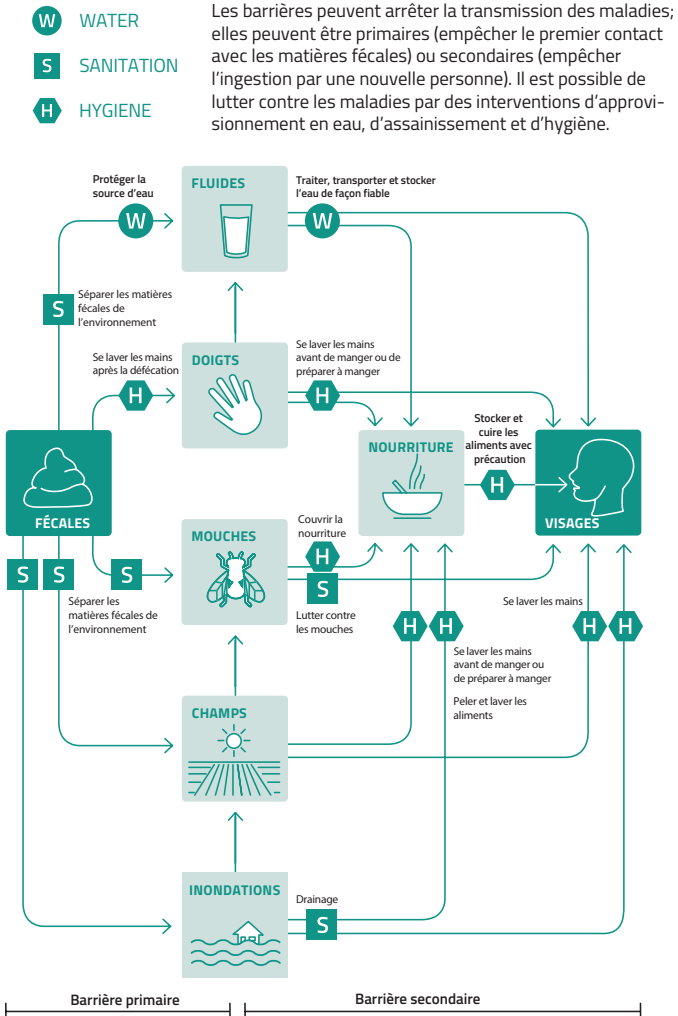 W WATER
S SANITATION
H HYGIENE
Les barrières peuvent arrêter la transmission des maladies;
elles peuvent être primaires (empêcher le premier contact
avec les matières fécales) ou secondaires (empêcher
l'ingestion par une nouvelle personne). Il est possible de
lutter contre les maladies par des interventions d'approvi-
sionnement en eau, d'assainissement et d'hygiène.
Protéger la
source d'eau
W
FLUIDES
Traiter, transporter et stocker
l'eau de façon fiable
W
S
Séparer les matières
fécales de
l'environnement
Se laver les mains
après la défécation
H
DOIGTS
Se laver les mains
avant de manger ou de
préparer à manger
H
FÉCALES
NOURRITURE
Stocker et
cuire les
aliments avec
précaution
H
VISAGES
S
S
S
Séparer les
matières fécales de
l'environnement
MOUCHES
Couvrir la
nourriture
H
S
Lutter contre
les mouches
H
H
Se laver les mains
avant de manger ou
de préparer à manger
Peler et laver les
aliments
Se laver les mains
H
H
CHAMPS
INONDATIONS
Drainage
S
Barrière primaire
Barrière secondaire